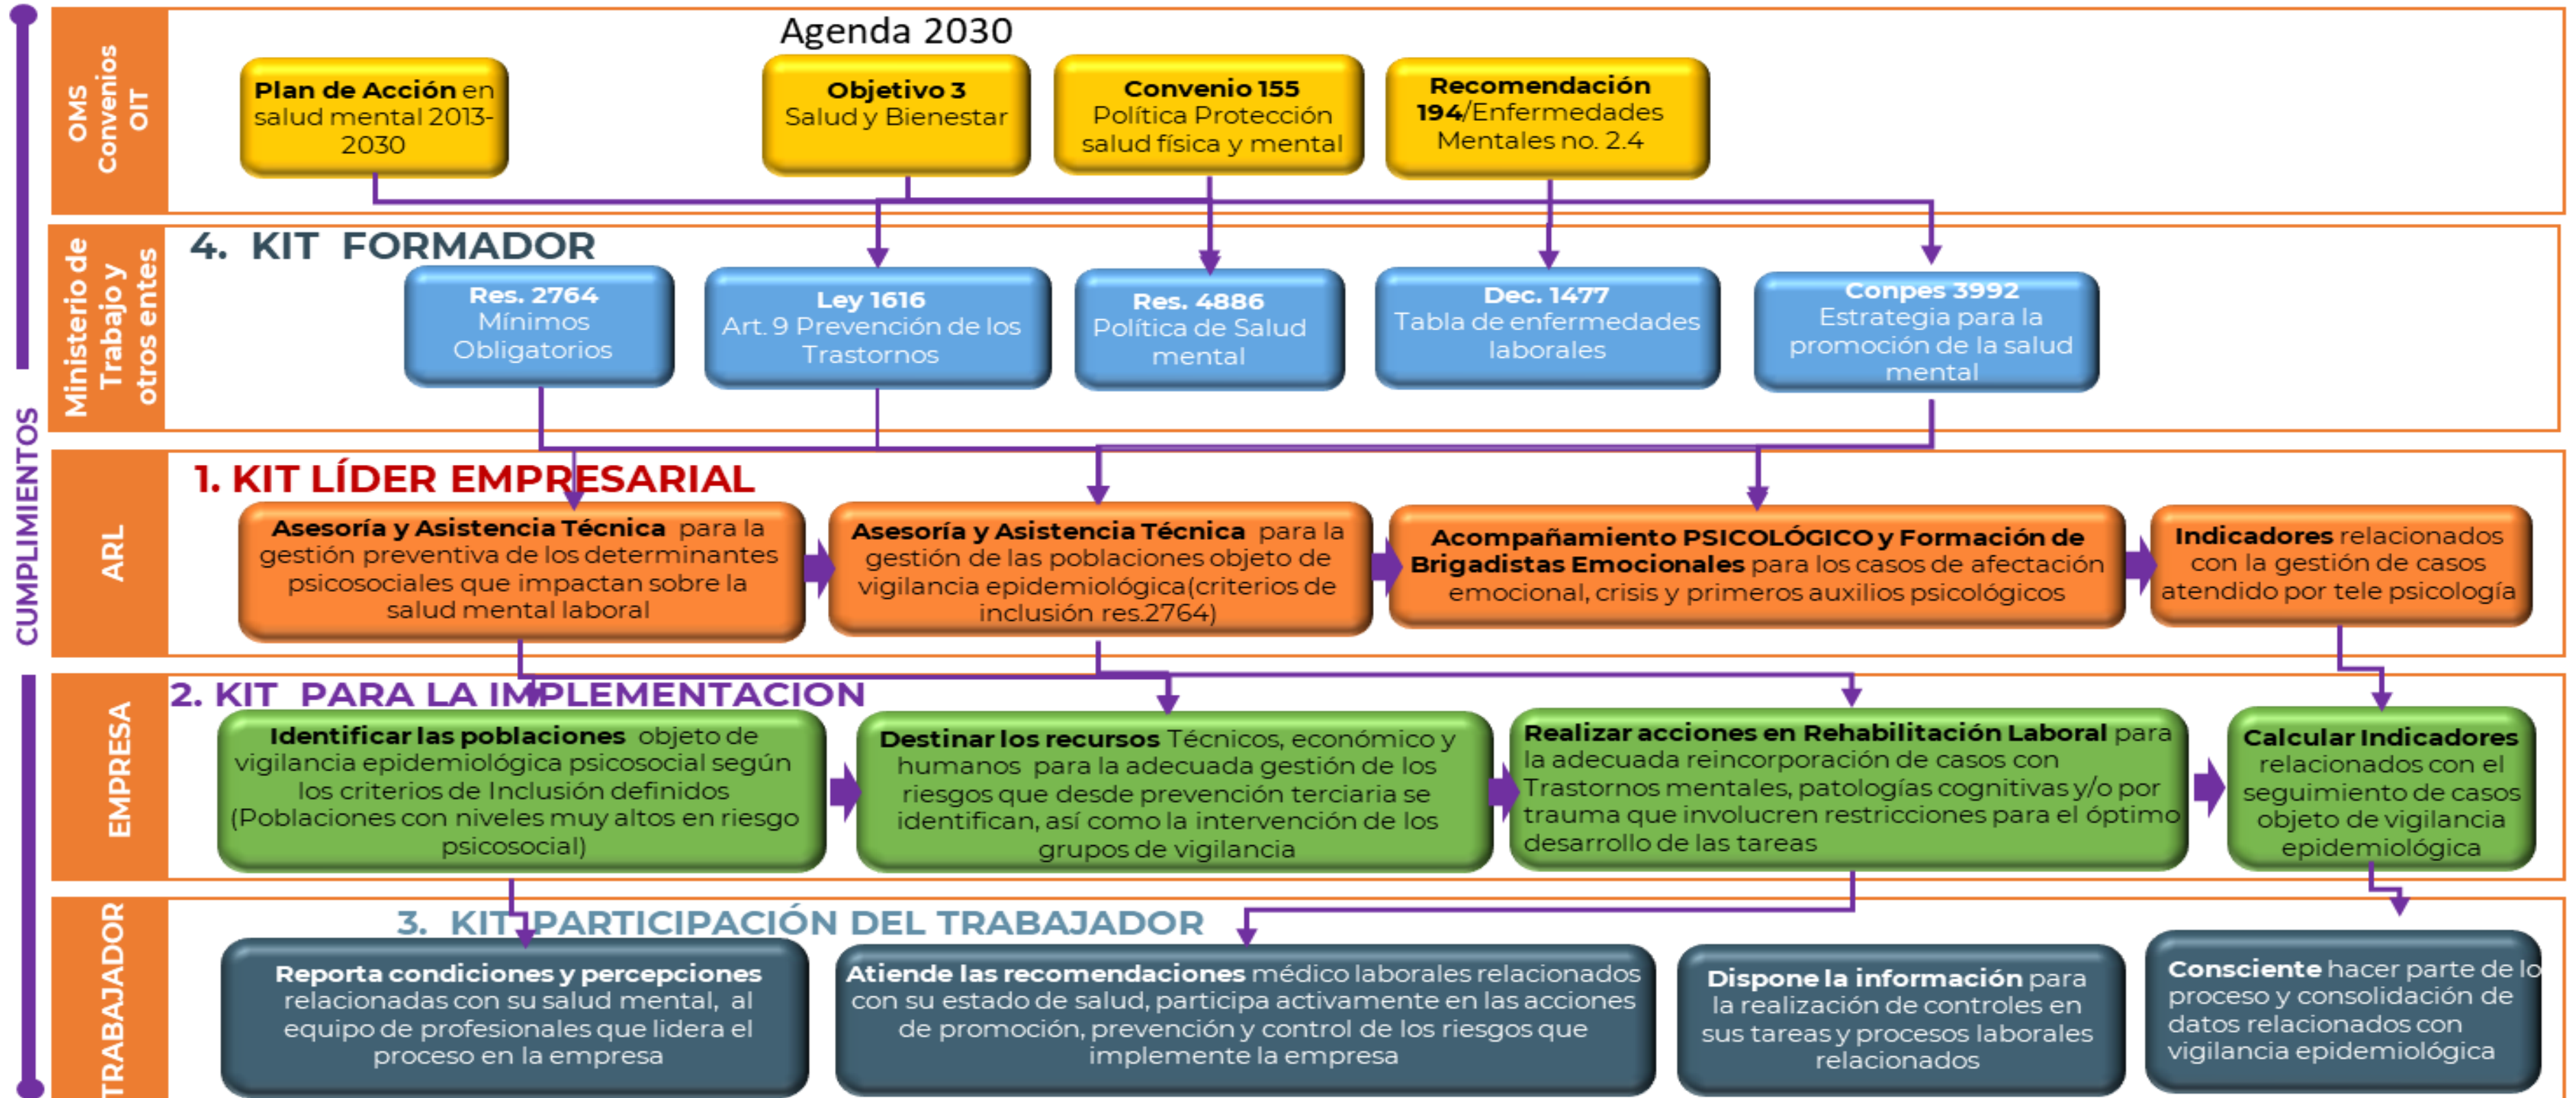 CUMPLIMIENTOS
OMS
Convenios
OIT
Agenda 2030
Plan de Acción en
salud mental 2013-
2030
Objetivo 3
Salud y Bienestar
Convenio 155
Política Protección
salud física y mental
Recomendación
194/Enfermedades
Mentales no. 2.4
Ministerio de
Trabajo y
otros entes
4. KIT FORMADOR
Res. 2764
Mínimos
Obligatorios
Ley 1616
Art. 9 Prevención de los
Trastornos
Res. 4886
Política de Salud
mental
Dec. 1477
Tabla de enfermedades
laborales
Conpes 3992
Estrategia para la
promoción de la salud
mental
ARL
1. KIT LÍDER EMPRESARIAL
Asesoría y Asistencia Técnica para la
gestión preventiva de los determinantes
psicosociales que impactan sobre la
salud mental laboral
Asesoría y Asistencia Técnica para la
gestión de las poblaciones objeto de
vigilancia epidemiológica(criterios de
inclusión res.2764)
Acompañamiento PSICOLÓGICO y Formación de
Brigadistas Emocionales para los casos de afectación
emocional, crisis y primeros auxilios psicológicos
Indicadores relacionados
con la gestión de casos
atendido por tele psicología
EMPRESA
2. KIT PARA LA IMPLEMENTACION
Identificar las poblaciones objeto de
vigilancia epidemiológica psicosocial según
los criterios de Inclusión definidos
(Poblaciones con niveles muy altos en riesgo
psicosocial)
Destinar los recursos Técnicos, económico y
humanos para la adecuada gestión de los
riesgos que desde prevención terciaria se
identifican, así como la intervención de los
grupos de vigilancia
Realizar acciones en Rehabilitación Laboral para
la adecuada reincorporación de casos con
Trastornos mentales, patologías cognitivas y/o por
trauma que involucren restricciones para el óptimo
desarrollo de las tareas
Calcular Indicadores
relacionados con el
seguimiento de casos
objeto de vigilancia
epidemiológica
TRABAJADOR
3. KIT PARTICIPACIÓN DEL TRABAJADOR
Reporta condiciones y percepciones
relacionadas con su salud mental, al
equipo de profesionales que lidera el
proceso en la empresa
Atiende las recomendaciones médico laborales relacionados
con su estado de salud, participa activamente en las acciones
de promoción, prevención y control de los riesgos que
implemente la empresa
Dispone la información para
la realización de controles en
sus tareas y procesos laborales
relacionados
Consciente hacer parte de lo
proceso y consolidación de
datos relacionados con
vigilancia epidemiológica